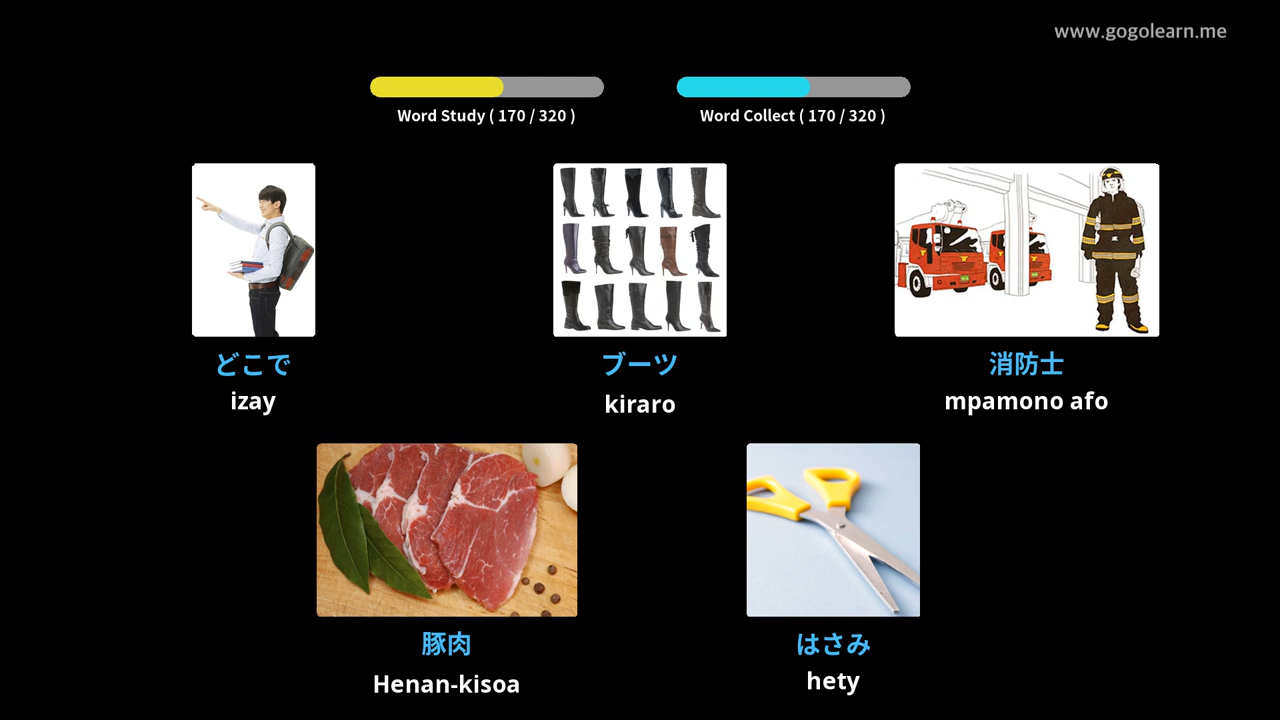 www.gogolearn.me
Word Study ( 170 / 320 )
Word Collect ( 170 / 320 )
どこで
izay
ブーツ
kiraro
消防士
mpamono afo
豚肉
Henan-kisoa
はさみ
hety